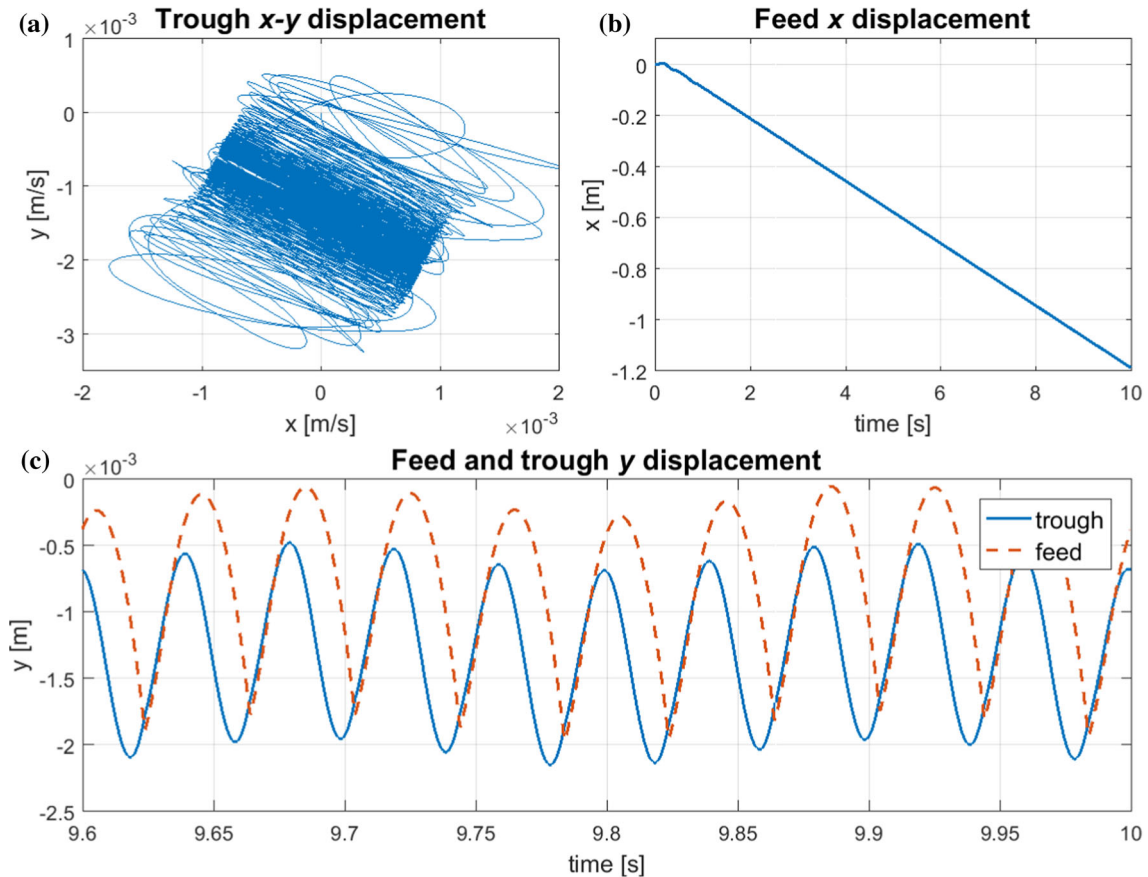 (a)
Trough x-y displacement
×10-3
1
0
-1
-2
-3
y [m/s]
-2
-1
0
1
2
x [m/s]
×10-3
(b)
Feed x displacement
0
-0.2
-0.4
-0.6
-0.8
-1
-1.2
x [m]
0
2
4
6
8
10
time [s]
(c)
Feed and trough y displacement
×10-3
0
-0.5
-1
-1.5
-2
-2.5
y [m]
trough
feed
9.6
9.65
9.7
9.75
9.8
9.85
9.9
9.95
10
time [s]